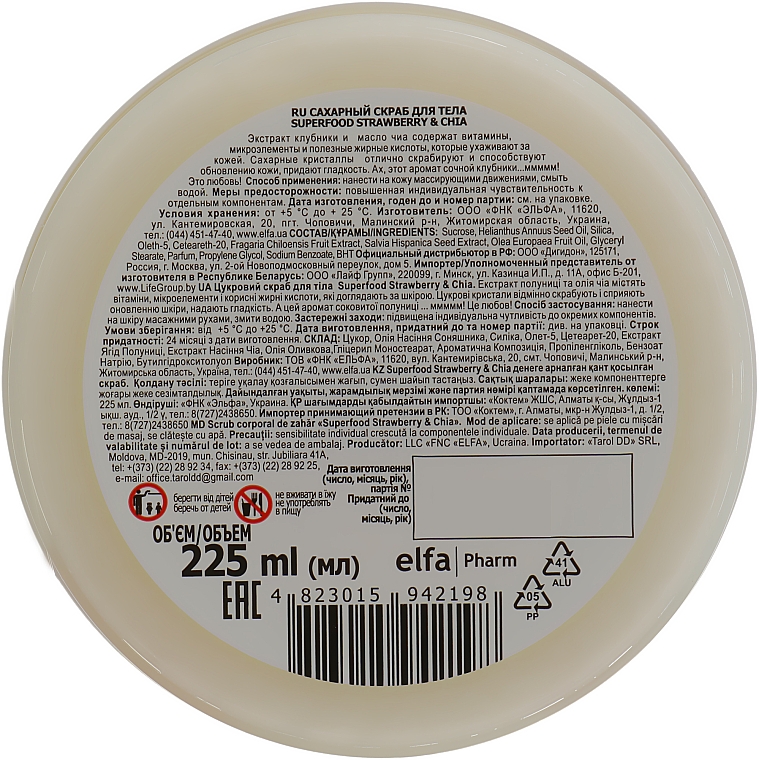 RU САХАРНЫЙ СКРАБ ДЛЯ ТЕЛА
SUPERFOOD STRAWBERRY & CHIA
Экстракт клубники и масло чиа содержат витамины,
микроэлементы и полезные жирные кислоты, которые ухаживают за
кожей. Сахарные кристаллы отлично скрабируют и способствуют
обновлению кожи, придают гладкость. Ах, этот аромат сочной клубники...ммммм!
Это любовь! Способ применения: нанести на кожу массирующими движениями, смыть
водой. Меры предосторожности: повышенная индивидуальная чувствительность к
отдельным компонентам. Дата изготовления, годен до и номер партии: см. на упаковке.
Условия хранения: от +5 °C до + 25 °C. Изготовитель: ООО «ФНК «ЭЛЬФА», 11620,
ул. Кантемировская, 20, пгт. Чоповичи, Малинский р-н, Житомирская область, Украина,
тел.: (044) 451-47-40, www.elfa.ua СОСТАВ/ҚҰРАМЫ/INGREDIENTS: Sucrose, Helianthus Annuus Seed Oil, Silica,
Oleth-5, Ceteareth-20, Fragaria Chiloensis Fruit Extract, Salvia Hispanica Seed Extract, Olea Europaea Fruit Oil, Glyceryl
Stearate, Parfum, Propylene Glycol, Sodium Benzoate, BHT Официальный дистрибьютор в РФ: ООО «Дигидон», 125171,
Россия, г. Москва, ул. 2-ой Новоподмосковный переулок, дом 5. Импортер/Уполномоченный представитель от
изготовителя в Республике Беларусь: ООО «Лайф Групп», 220099, г. Минск, ул. Казинца И.П., д. 11А, офис Б-201,
www.LifeGroup.by UA Цукровий скраб для тіла Superfood Strawberry & Chia. Екстракт полуниці та олія чіа містять
вітаміни, мікроелементи і корисні жирні кислоти, які доглядають за шкірою. Цукрові кристали відмінно скрабують і сприяють
оновленню шкіри, надають гладкість. А цей аромат соковитої полуниці ... ммммм! Це любов! Спосіб застосування: нанести
на шкіру масажними рухами, змити водою. Застережні заходи: підвищена індивідуальна чутливість до окремих компонентів.
Умови зберігання: від +5 °C до +25 °C. Дата виготовлення, придатний до та номер партії: див. на упаковці. Строк
придатності: 24 місяці з дати виготовлення. СКЛАД: Цукор, Олія Насіння Соняшника, Силіка, Олет-5, Цетеарет-20, Екстракт
Ягід Полуниці, Екстракт Насіння Чіа, Олія Оливкова,Гліцерил Моностеарат, Ароматична Композиція, Пропіленгліколь, Бензоат
Натрію, Бутилгідрокситолуол Виробник: ТОВ «ФНК «ЕЛЬФА», 11620, вул. Кантемирівська, 20, смт. Чоповичі, Малинський р-н,
Житомирська область, Україна, тел.: (044) 451-47-40, www.elfa.ua KZ Superfood Strawberry & Chia денеге арналған қант қосылған
скраб. Қолдану тәсілі: теріге уқалау қозғалысымен жағып, сумен шайып тастаңыз. Сақтық шаралары: жеке компоненттерге
жоғары жеке сезімталдылық. Дайындалған уақыты, жарамдылық мерзімі және партия нөмірі қаптамада көрсетілген. көлемі:
225 мл. Өндіруші: «ФНК «Эльфа», Украина. ҚР шағымдарды қабылдайтын импортшы: «Коктем» ЖШС, Алматы қ-сы, Жұлдыз-1
ықш. ауд., 1/2 ү, тел.: 8(727)2438650. Импортер принимающий претензии в РК: ТОО «Коктем», г. Алматы, мкр-н Жулдыз-1, д. 1/2,
тел.: 8(727)2438650 MD Scrub corporal de zahăr «Superfood Strawberry & Chia». Mod de aplicare: se aplică pe piele cu mișcări
de masaj, se clătește cu apă. Precauții: sensibilitate individual crescută la componentele individuale. Data producerii, termenul de
valabilitate și numărul de lot: a se vedea de ambalaj. Producător: LLC «FNC «ELFA», Ucraina. Importator: «Tarol DD» SRL,
Moldova, MD-2019, mun. Chisinau, str. Jubiliara 41A,
tel/fax: +(373) (22) 28 92 34, fax: +(373) (22) 28 92 25,
e-mail: office.taroldd@gmail.com
Дата виготовлення
(число, місяць, рік),
партія №
Придатний до
(число,
місяць, рік)
берегти від дітей
беречь от детей
не вживати в їжу
не употреблять
в пищу
ОБ'ЄМ/ОБЪЕМ
225 ml (мл)
elfa | Pharm
41
ALU
05
PP
EAC
4 823015 942198